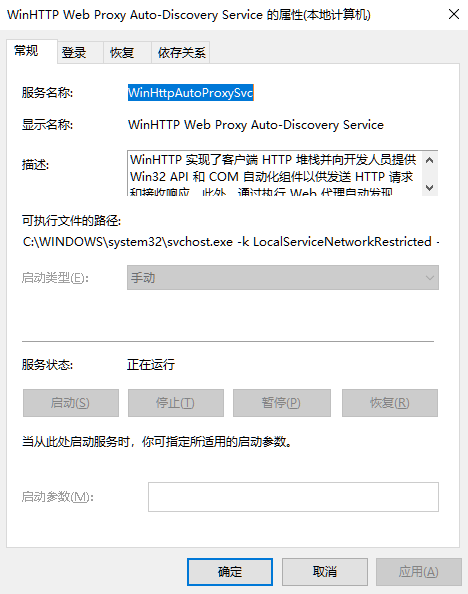 WinHTTP Web Proxy Auto-Discovery Service 的属性(本地计算机)
常规 登录 恢复 依存关系
服务名称: WinHttpAutoProxySvc
显示名称: WinHTTP Web Proxy Auto-Discovery Service
描述: WinHTTP 实现了客户端 HTTP 堆栈并向开发人员提供
Win32 API 和 COM 自动化组件以供发送 HTTP 请求
和接收响应。此外，通过执行 Web 代理自动发现
可执行文件的路径:
C:\WINDOWS\system32\svchost.exe -k LocalServiceNetworkRestricted -
启动类型(E): 手动
服务状态: 正在运行
启动(S) 停止(T) 暂停(P) 恢复(R)
当从此处启动服务时，你可指定所适用的启动参数。
启动参数(M):
确定 取消 应用(A)